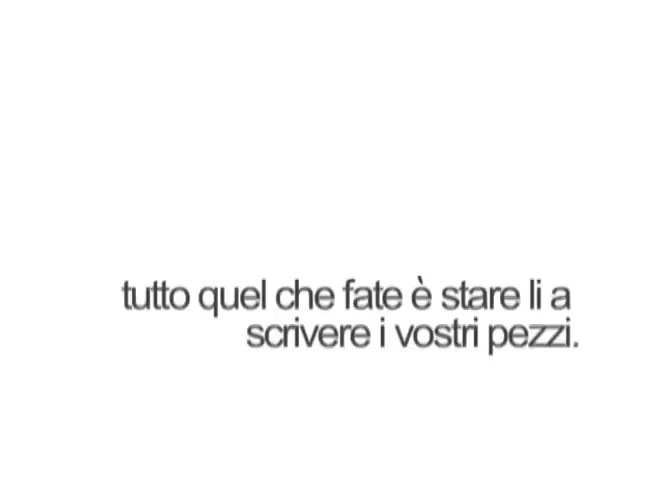 tutto quel che fate è stare li a
scrivere i vostri pezzi.